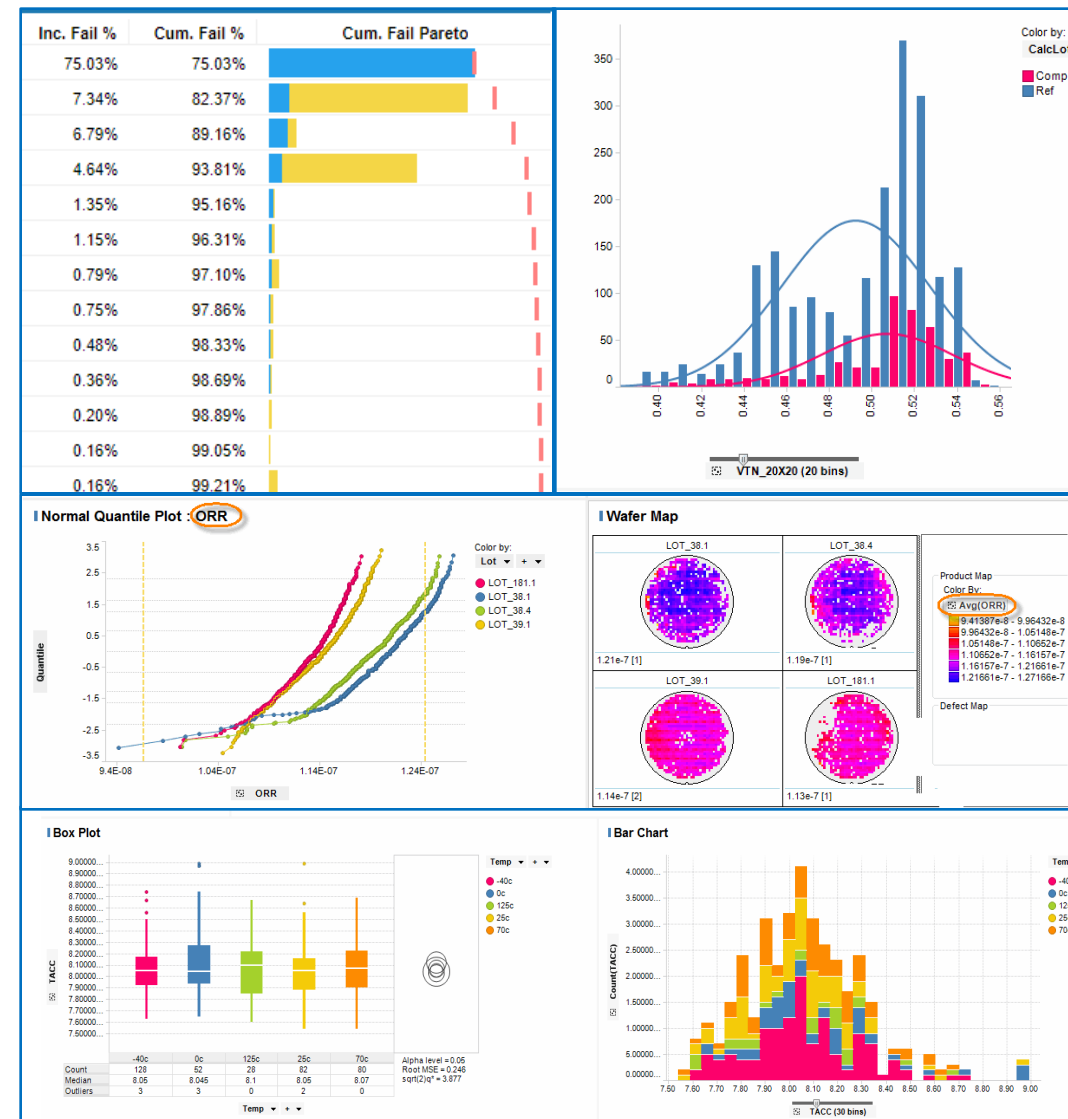 Inc. Fail % Cum. Fail % Cum. Fail Pareto
75.03% 75.03%
7.34% 82.37%
6.79% 89.16%
4.64% 93.81%
1.35% 95.16%
1.15% 96.31%
0.79% 97.10%
0.75% 97.86%
0.48% 98.33%
0.36% 98.69%
0.20% 98.89%
0.16% 99.05%
0.16% 99.21%
Color by:
CalcLot
Comp
Ref
350
300
250
200
150
100
50
0
0.40 0.42 0.44 0.46 0.48 0.50 0.52 0.54 0.56
VTN_20X20 (20 bins)
Normal Quantile Plot : ORR
3.5
2.5
1.5
0.5
-0.5
-1.5
-2.5
-3.5
Quantile
9.4E-08 1.04E-07 1.14E-07 1.24E-07
ORR
Color by:
Lot +
LOT_181.1
LOT_38.1
LOT_38.4
LOT_39.1
Wafer Map
LOT_38.1 LOT_38.4
1.21e-7 [1] 1.19e-7 [1]
LOT_39.1 LOT_181.1
1.14e-7 [2] 1.13e-7 [1]
Product Map
Color By:
Avg(ORR)
9.41387e-8 - 9.96432e-8
9.96432e-8 - 1.05148e-7
1.05148e-7 - 1.10652e-7
1.10652e-7 - 1.16157e-7
1.16157e-7 - 1.21661e-7
1.21661e-7 - 1.27166e-7
Defect Map
Box Plot
9.00000...
8.90000...
8.80000...
8.70000...
8.60000...
8.50000...
8.40000...
8.30000...
8.20000...
8.10000...
8.00000...
7.90000...
7.80000...
7.70000...
7.60000...
7.50000...
TACC
-40c 0c 125c 25c 70c
Count 128 52 28 82 80
Median 8.05 8.045 8.1 8.05 8.07
Outliers 3 3 0 2 0
Temp +
Alpha level =0.05
Root MSE = 0.246
sqrt(2)q* = 3.877
Temp +
-40c
0c
125c
25c
70c
Bar Chart
4.00000...
3.50000...
3.00000...
2.50000...
2.00000...
1.50000...
1.00000...
5.00000...
0.00000...
Count(TACC)
7.50 7.60 7.70 7.80 7.90 8.00 8.10 8.20 8.30 8.40 8.50 8.60 8.70 8.80 8.90 9.00
TACC (30 bins)
Tem
-40
0c
12
25
70